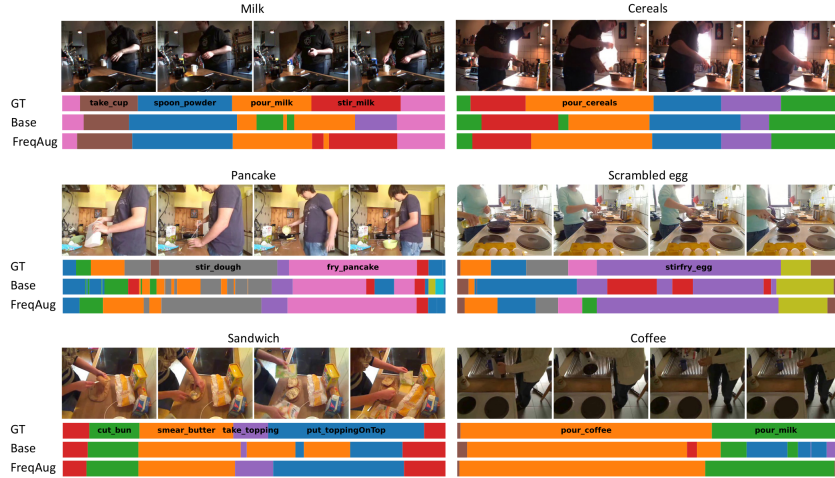 Milk
GT take_cup spoon_powder pour_milk stir_milk
Base
FreqAug
Cereals
pour_cereals
Pancake
GT stir_dough fry_pancake
Base
FreqAug
Scrambled egg
stirfry_egg
Sandwich
GT cut_bun smear_butter take_topping put_toppingOnTop
Base
FreqAug
Coffee
pour_coffee pour_milk